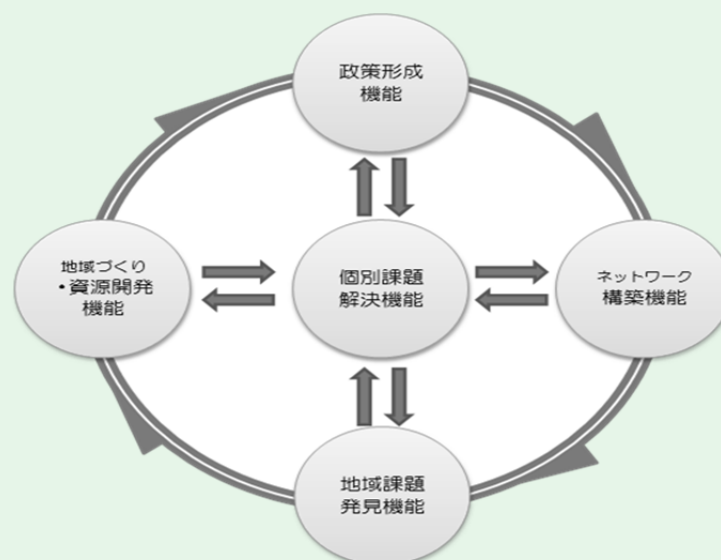 政策形成
機能
地域づくり
・資源開発
機能
個別課題
解決機能
ネットワーク
構築機能
地域課題
発見機能